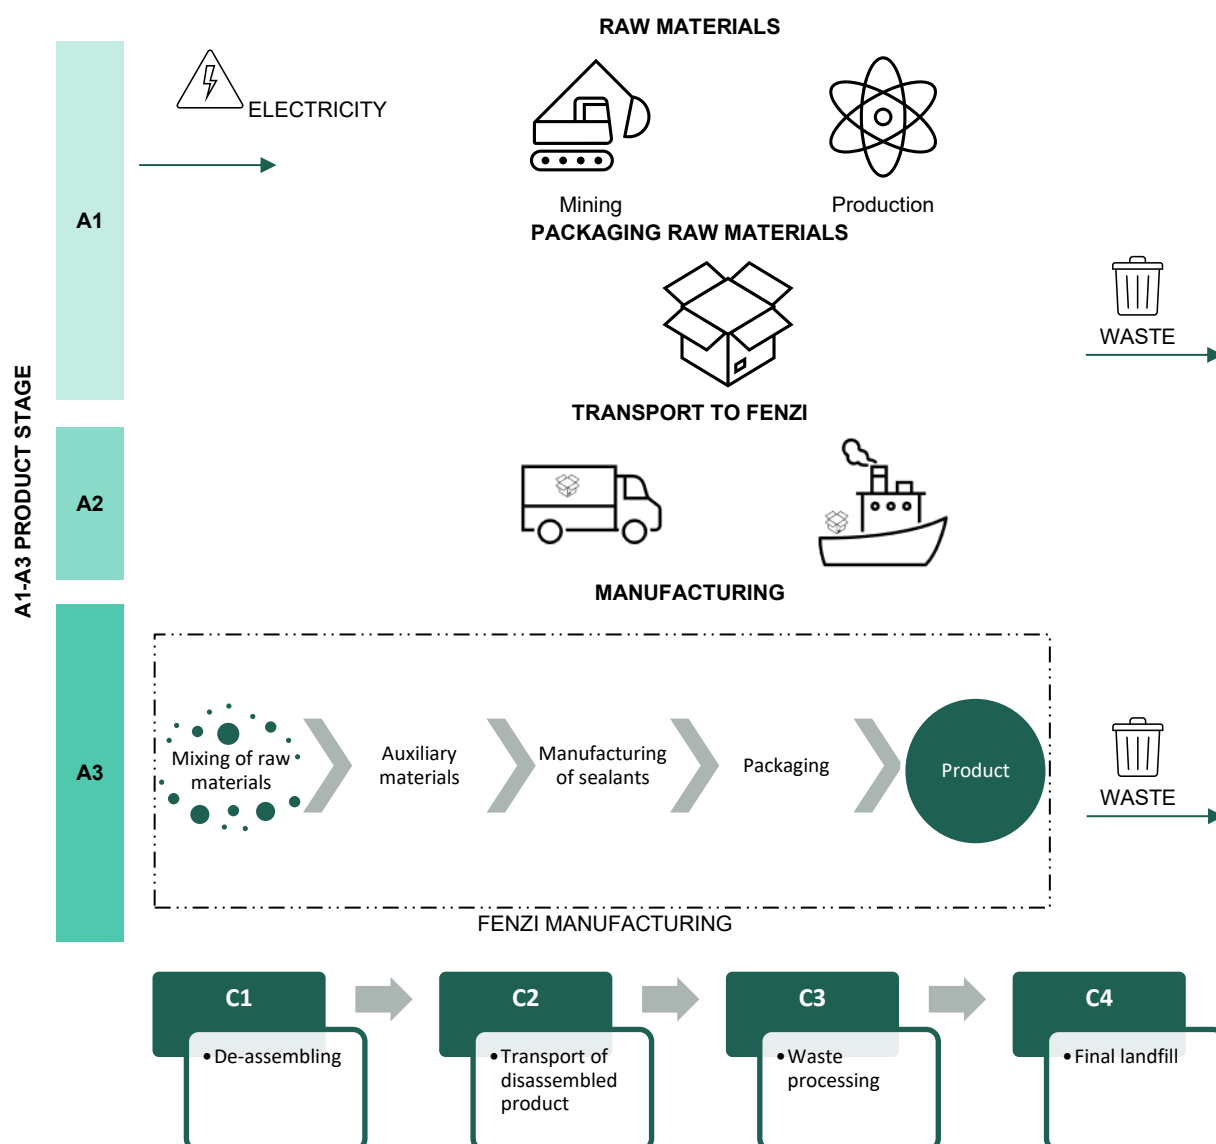 RAW MATERIALS
ELECTRICITY
Mining
Production
PACKAGING RAW MATERIALS
A1
WASTE
A1-A3 PRODUCT STAGE
TRANSPORT TO FENZI
A2
MANUFACTURING
A3
Mixing of raw
materials
Auxiliary
materials
Manufacturing
of sealants
Packaging
Product
WASTE
FENZI MANUFACTURING
C1
•De-assembling
C2
•Transport of
disassembled
product
C3
•Waste
processing
C4
•Final landfill